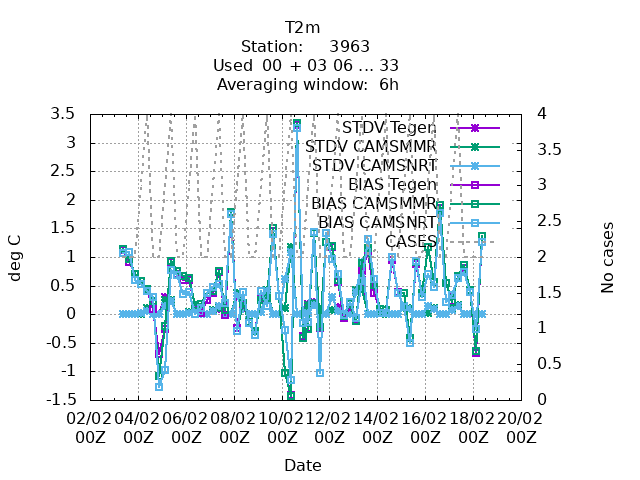 T2m
Station: 3963
Used 00 + 03 06 ... 33
Averaging window: 6h
3.5
3
2.5
2
1.5
1
0.5
0
-0.5
-1
-1.5
deg C
4
3.5
3
2.5
2
1.5
1
0.5
0
No cases
STDV Tegen
STDV CAMSMMR
STDV CAMSNRT
BIAS Tegen
BIAS CAMSMMR
BIAS CAMSNRT
CASES
02/02 04/02 06/02 08/02 10/02 12/02 14/02 16/02 18/02 20/02
00Z 00Z 00Z 00Z 00Z 00Z 00Z 00Z 00Z 00Z
Date